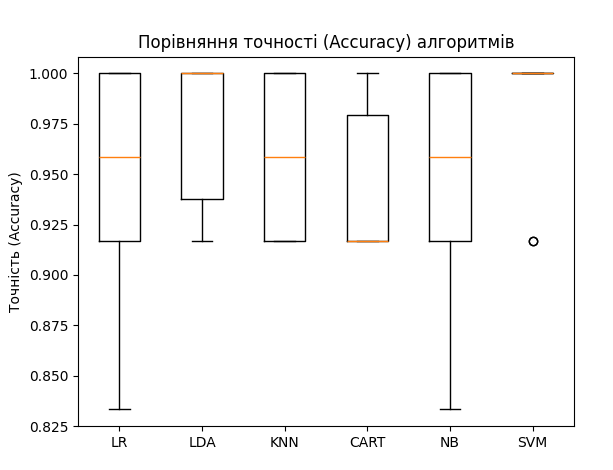 Порівняння точності (Accuracy) алгоритмів
Точність (Accuracy)
1.000
0.975
0.950
0.925
0.900
0.875
0.850
0.825
LR LDA KNN CART NB SVM